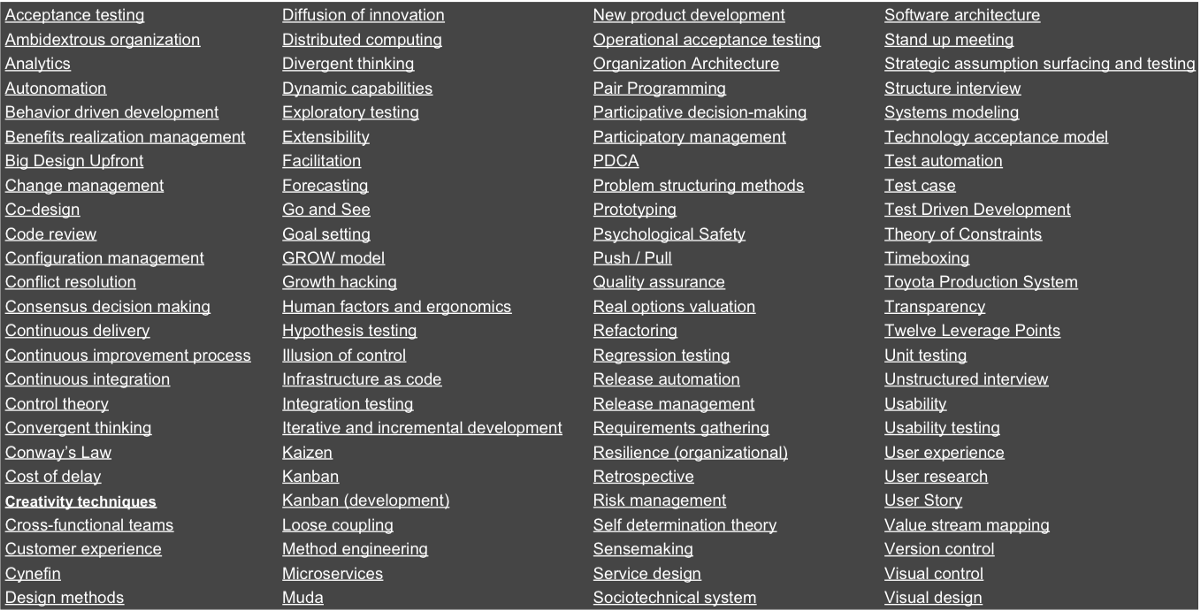 Acceptance testing
Ambidextrous organization
Analytics
Autonomation
Behavior driven development
Benefits realization management
Big Design Upfront
Change management
Co-design
Code review
Configuration management
Conflict resolution
Consensus decision making
Continuous delivery
Continuous improvement process
Continuous integration
Control theory
Convergent thinking
Conway's Law
Cost of delay
Creativity techniques
Cross-functional teams
Customer experience
Cynefin
Design methods
Diffusion of innovation
Distributed computing
Divergent thinking
Dynamic capabilities
Exploratory testing
Extensibility
Facilitation
Forecasting
Go and See
Goal setting
GROW model
Growth hacking
Human factors and ergonomics
Hypothesis testing
Illusion of control
Infrastructure as code
Integration testing
Iterative and incremental development
Kaizen
Kanban
Kanban (development)
Loose coupling
Method engineering
Microservices
Muda
New product development
Operational acceptance testing
Organization Architecture
Pair Programming
Participative decision-making
Participatory management
PDCA
Problem structuring methods
Prototyping
Psychological Safety
Push / Pull
Quality assurance
Real options valuation
Refactoring
Regression testing
Release automation
Release management
Requirements gathering
Resilience (organizational)
Retrospective
Risk management
Self determination theory
Sensemaking
Service design
Sociotechnical system
Software architecture
Stand up meeting
Strategic assumption surfacing and testing
Structure interview
Systems modeling
Technology acceptance model
Test automation
Test case
Test Driven Development
Theory of Constraints
Timeboxing
Toyota Production System
Transparency
Twelve Leverage Points
Unit testing
Unstructured interview
Usability
Usability testing
User experience
User research
User Story
Value stream mapping
Version control
Visual control
Visual design